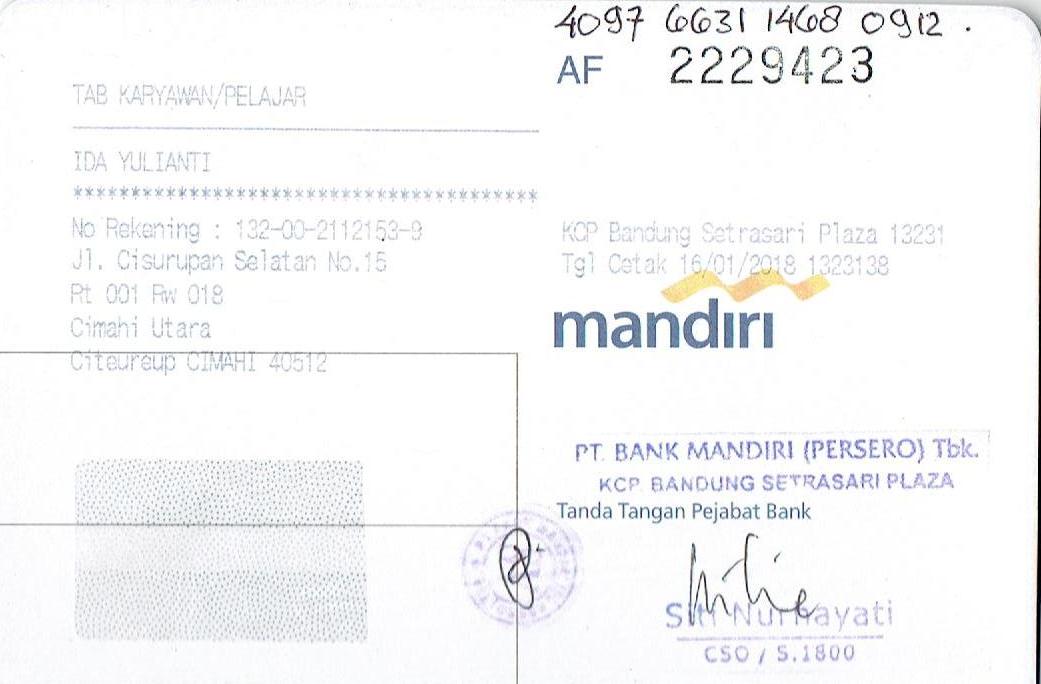 4097 6631 1468 0912 .
AF 2229423
TAB KARYAWAN/PELAJAR
IDA YULIANTI
****************************************
No Rekening : 132-00-2112153-9
Jl. Cisurupan Selatan No.15
Rt 001 Rw 018
Cimahi Utara
Citeureup CIMAHI 40512
KCP Bandung Setrasari Plaza 13231
Tgl Cetak 16/01/2018 1323138
mandırı
PT. BANK MANDIRI (PERSERO) Tbk.
KCP. BANDUNG SETRASARI PLAZA
Tanda Tangan Pejabat Bank
Siti Nurhayati
CSO / S.1800